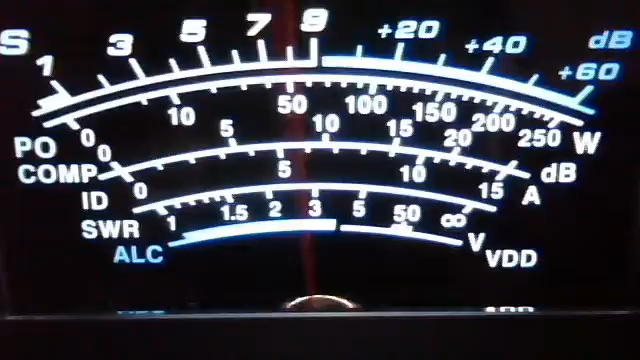 S 1 3 5 7 9 +20 +40 +60 dB
PO 0 10 50 100 150 200 250 W
COMP 0 5 10 15 20 dB
ID 0 5 10 15 A
SWR 1 1.5 2 3 5 50 ∞
ALC V VDD